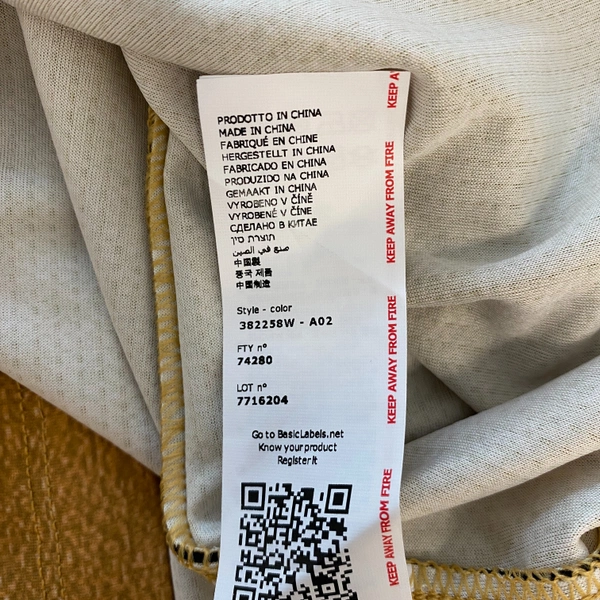 PRODOTTO IN CHINA
MADE IN CHINA
FABRIQUÉ EN CHINE
HERGESTELLT IN CHINA
FABRICADO EN CHINA
PRODUZIDO NA CHINA
GEMAAKT IN CHINA
VYROBENO V ČÍNĚ
VYROBENÉ V ČÍNE
СДЕЛАНО В КИТАЕ
תוצרת סין
صنع في الصين
中国製
중국 제품
中国制造
Style - color
382258W - A02
FTY n°
74280
LOT n°
7716204
Go to BasicLabels.net
Know your product
Register it
KEEP A
KEEP AWAY FROM FIRE
KEEP AWAY FROM FIRE
KEEP AWAY FROM FIRE